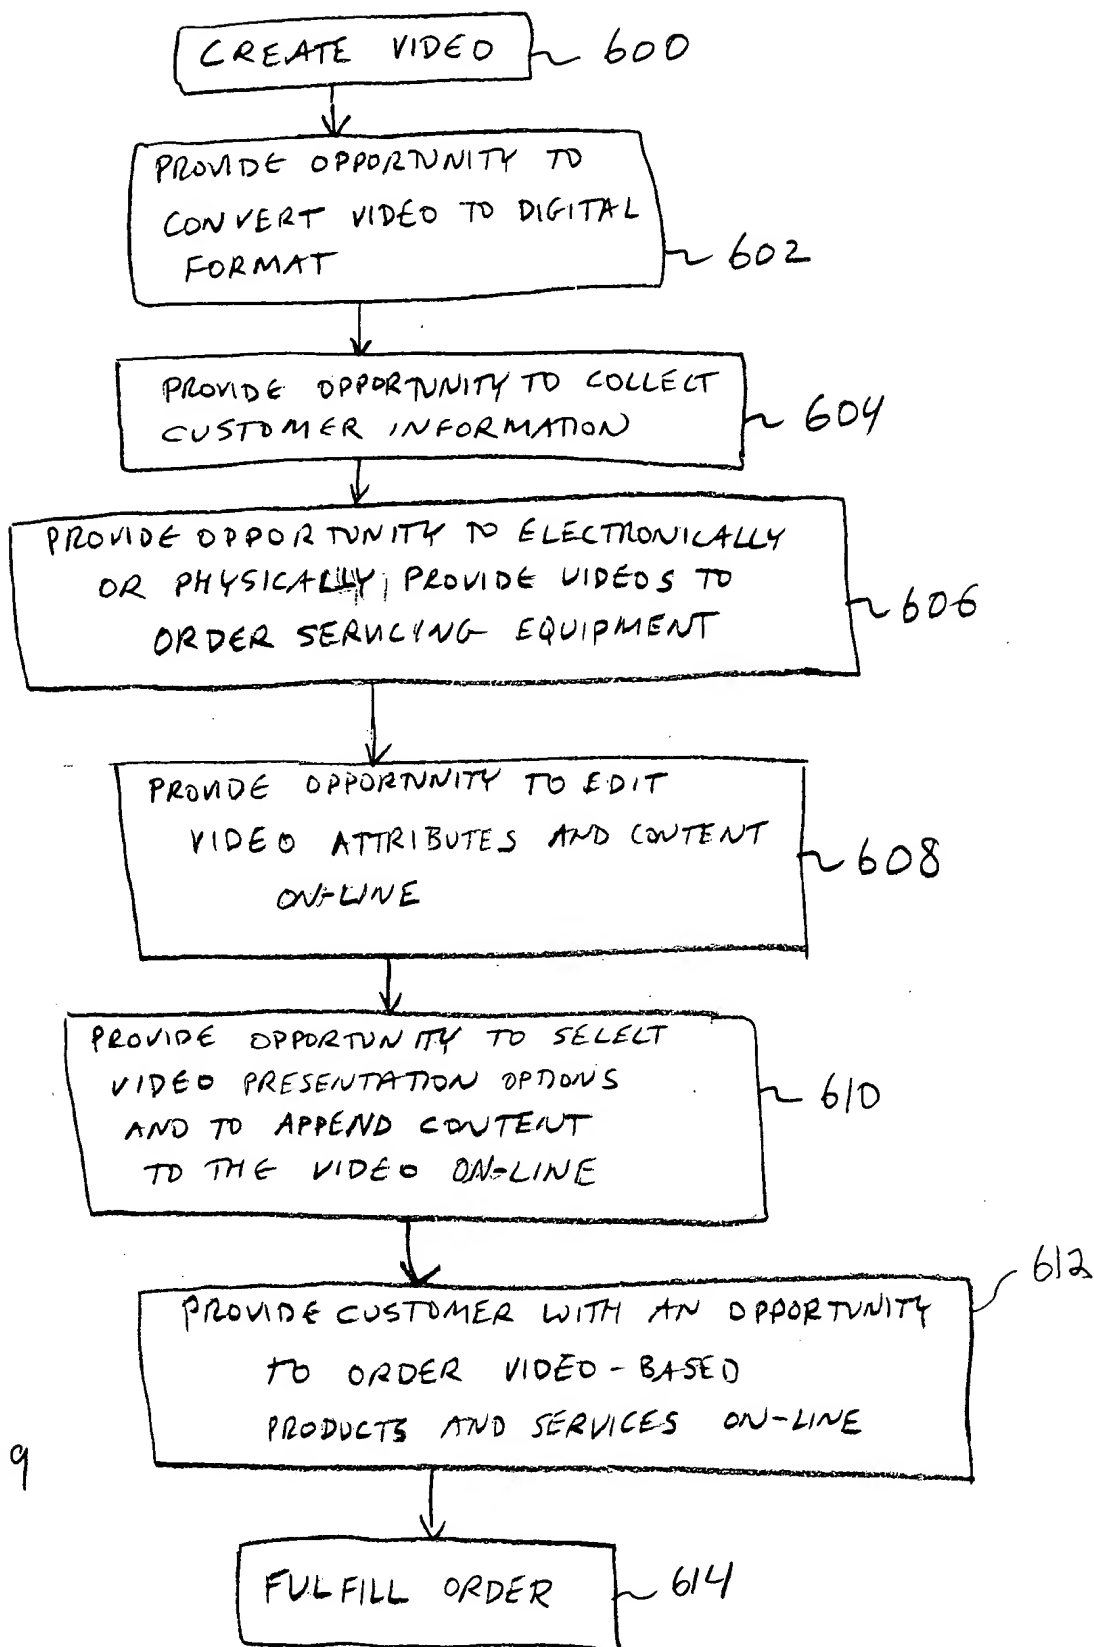 CREATE VIDEO
600
PROVIDE OPPORTUNITY TO
CONVERT VIDEO TO DIGITAL
FORMAT
602
PROVIDE OPPORTUNITY TO COLLECT
CUSTOMER INFORMATION
604
PROVIDE OPPORTUNITY TO ELECTRONICALLY
OR PHYSICALLY PROVIDE VIDEOS TO
ORDER SERVICING EQUIPMENT
606
PROVIDE OPPORTUNITY TO EDIT
VIDEO ATTRIBUTES AND CONTENT
ON-LINE
608
PROVIDE OPPORTUNITY TO SELECT
VIDEO PRESENTATION OPTIONS
AND TO APPEND CONTENT
TO THE VIDEO ON-LINE
610
612
PROVIDE CUSTOMER WITH AN OPPORTUNITY
TO ORDER VIDEO-BASED
PRODUCTS AND SERVICES ON-LINE
9
FULFILL ORDER
614